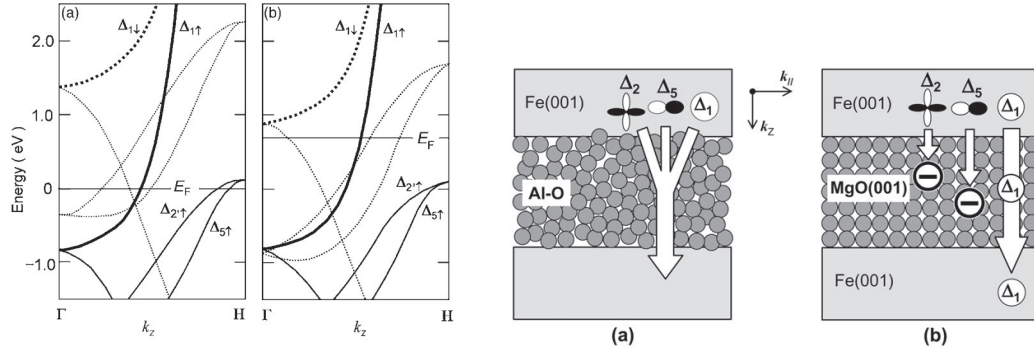 (a)
Δ1↓
Δ1↑
2.0
1.0
0
−1.0
Energy ( eV )
EF
Δ2'↑
Δ5↑
Γ
kz
H
(b)
Δ1↓
Δ1↑
EF
Δ2'↑
Δ5↑
Γ
kz
H
Fe(001)
Δ2
Δ5
Δ1
Al-O
(a)
k//
kz
Fe(001)
Δ2
Δ5
Δ1
MgO(001)
Δ1
Fe(001)
Δ1
(b)